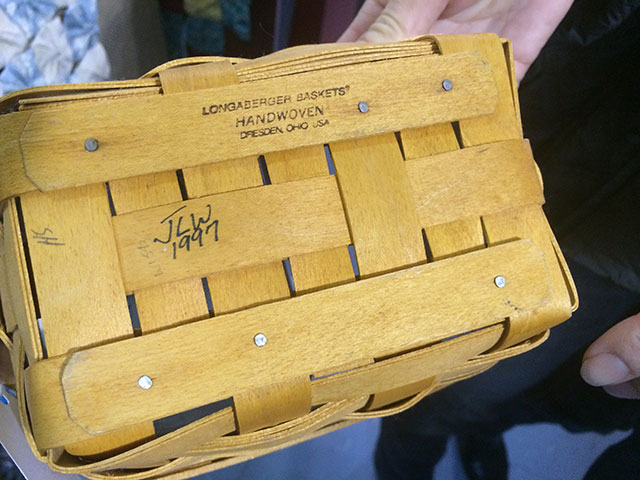 LONGABERGER BASKETS®
HANDWOVEN
DRESDEN, OHIO USA
JLW
1997